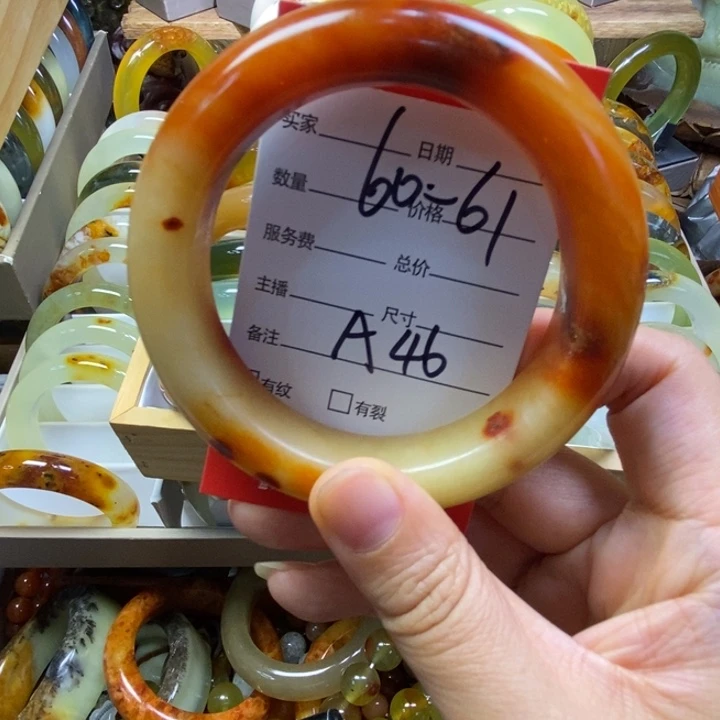 买家 日期
60-61
数量 价格
服务费 总价
主播 尺寸
备注 A46
有纹 有裂